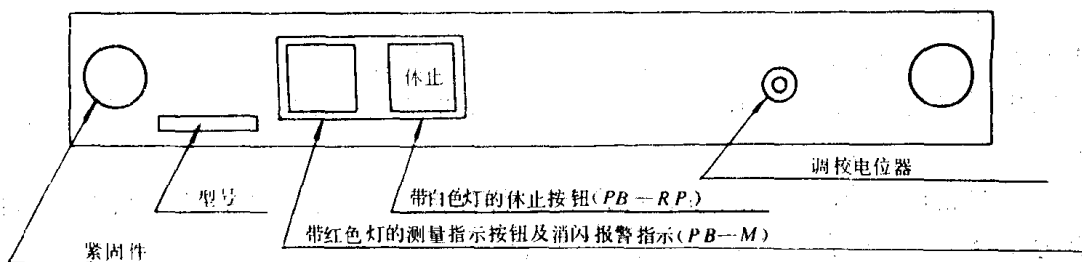 休止
调校电位器
型号
带白色灯的休止按钮(PB—RP)
带红色灯的测量指示按钮及消闪报警指示(PB—M)
紧固件